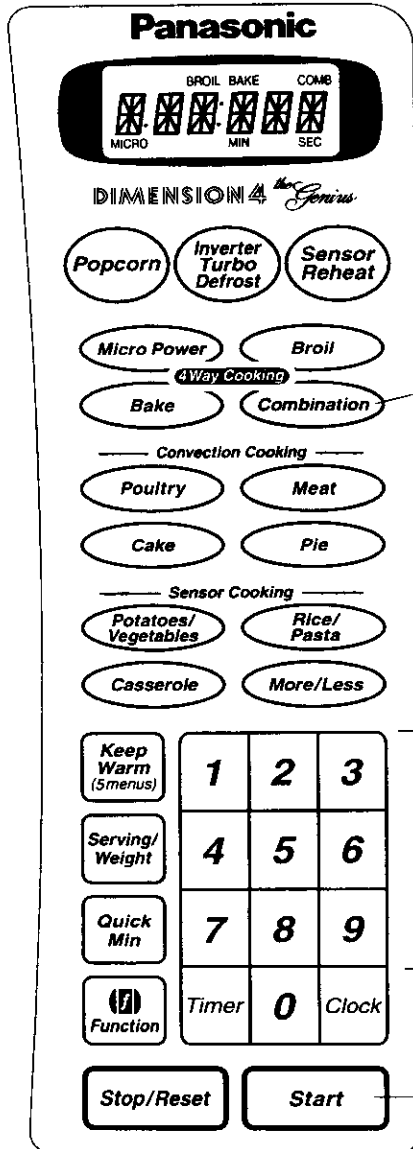 Panasonic
BROIL BAKE COMB
MICRO MIN SEC
DIMENSION 4 the Genius
Popcorn
Inverter
Turbo
Defrost
Sensor
Reheat
Micro Power
Broil
4Way Cooking
Bake
Combination
Convection Cooking
Poultry
Meat
Cake
Pie
Sensor Cooking
Potatoes/
Vegetables
Rice/
Pasta
Casserole
More/Less
Keep
Warm
(5menus)
1 2 3
Serving/
Weight
4 5 6
Quick
Min
7 8 9
f
Function
Timer 0 Clock
Stop/Reset
Start